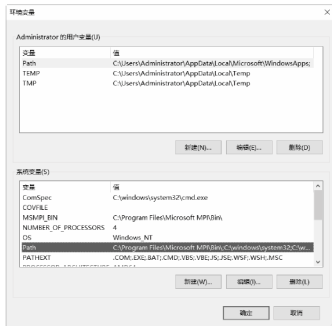 环境变量
Administrator 的用户变量(U)
变量 值
Path C:\Users\Administrator\AppData\Local\Microsoft\WindowsApps;
TEMP C:\Users\Administrator\AppData\Local\Temp
TMP C:\Users\Administrator\AppData\Local\Temp
新建(N)... 编辑(E)... 删除(D)
系统变量(S)
变量 值
ComSpec C:\windows\system32\cmd.exe
COVFILE
MSMPI_BIN C:\Program Files\Microsoft MPI\Bin\
NUMBER_OF_PROCESSORS 4
OS Windows_NT
Path C:\Program Files\Microsoft MPI\Bin\;C:\windows\system32;C:\w...
PATHEXT .COM;.EXE;.BAT;.CMD;.VBS;.VBE;.JS;.JSE;.WSF;.WSH;.MSC
新建(W)... 编辑(I)... 删除(L)
确定 取消